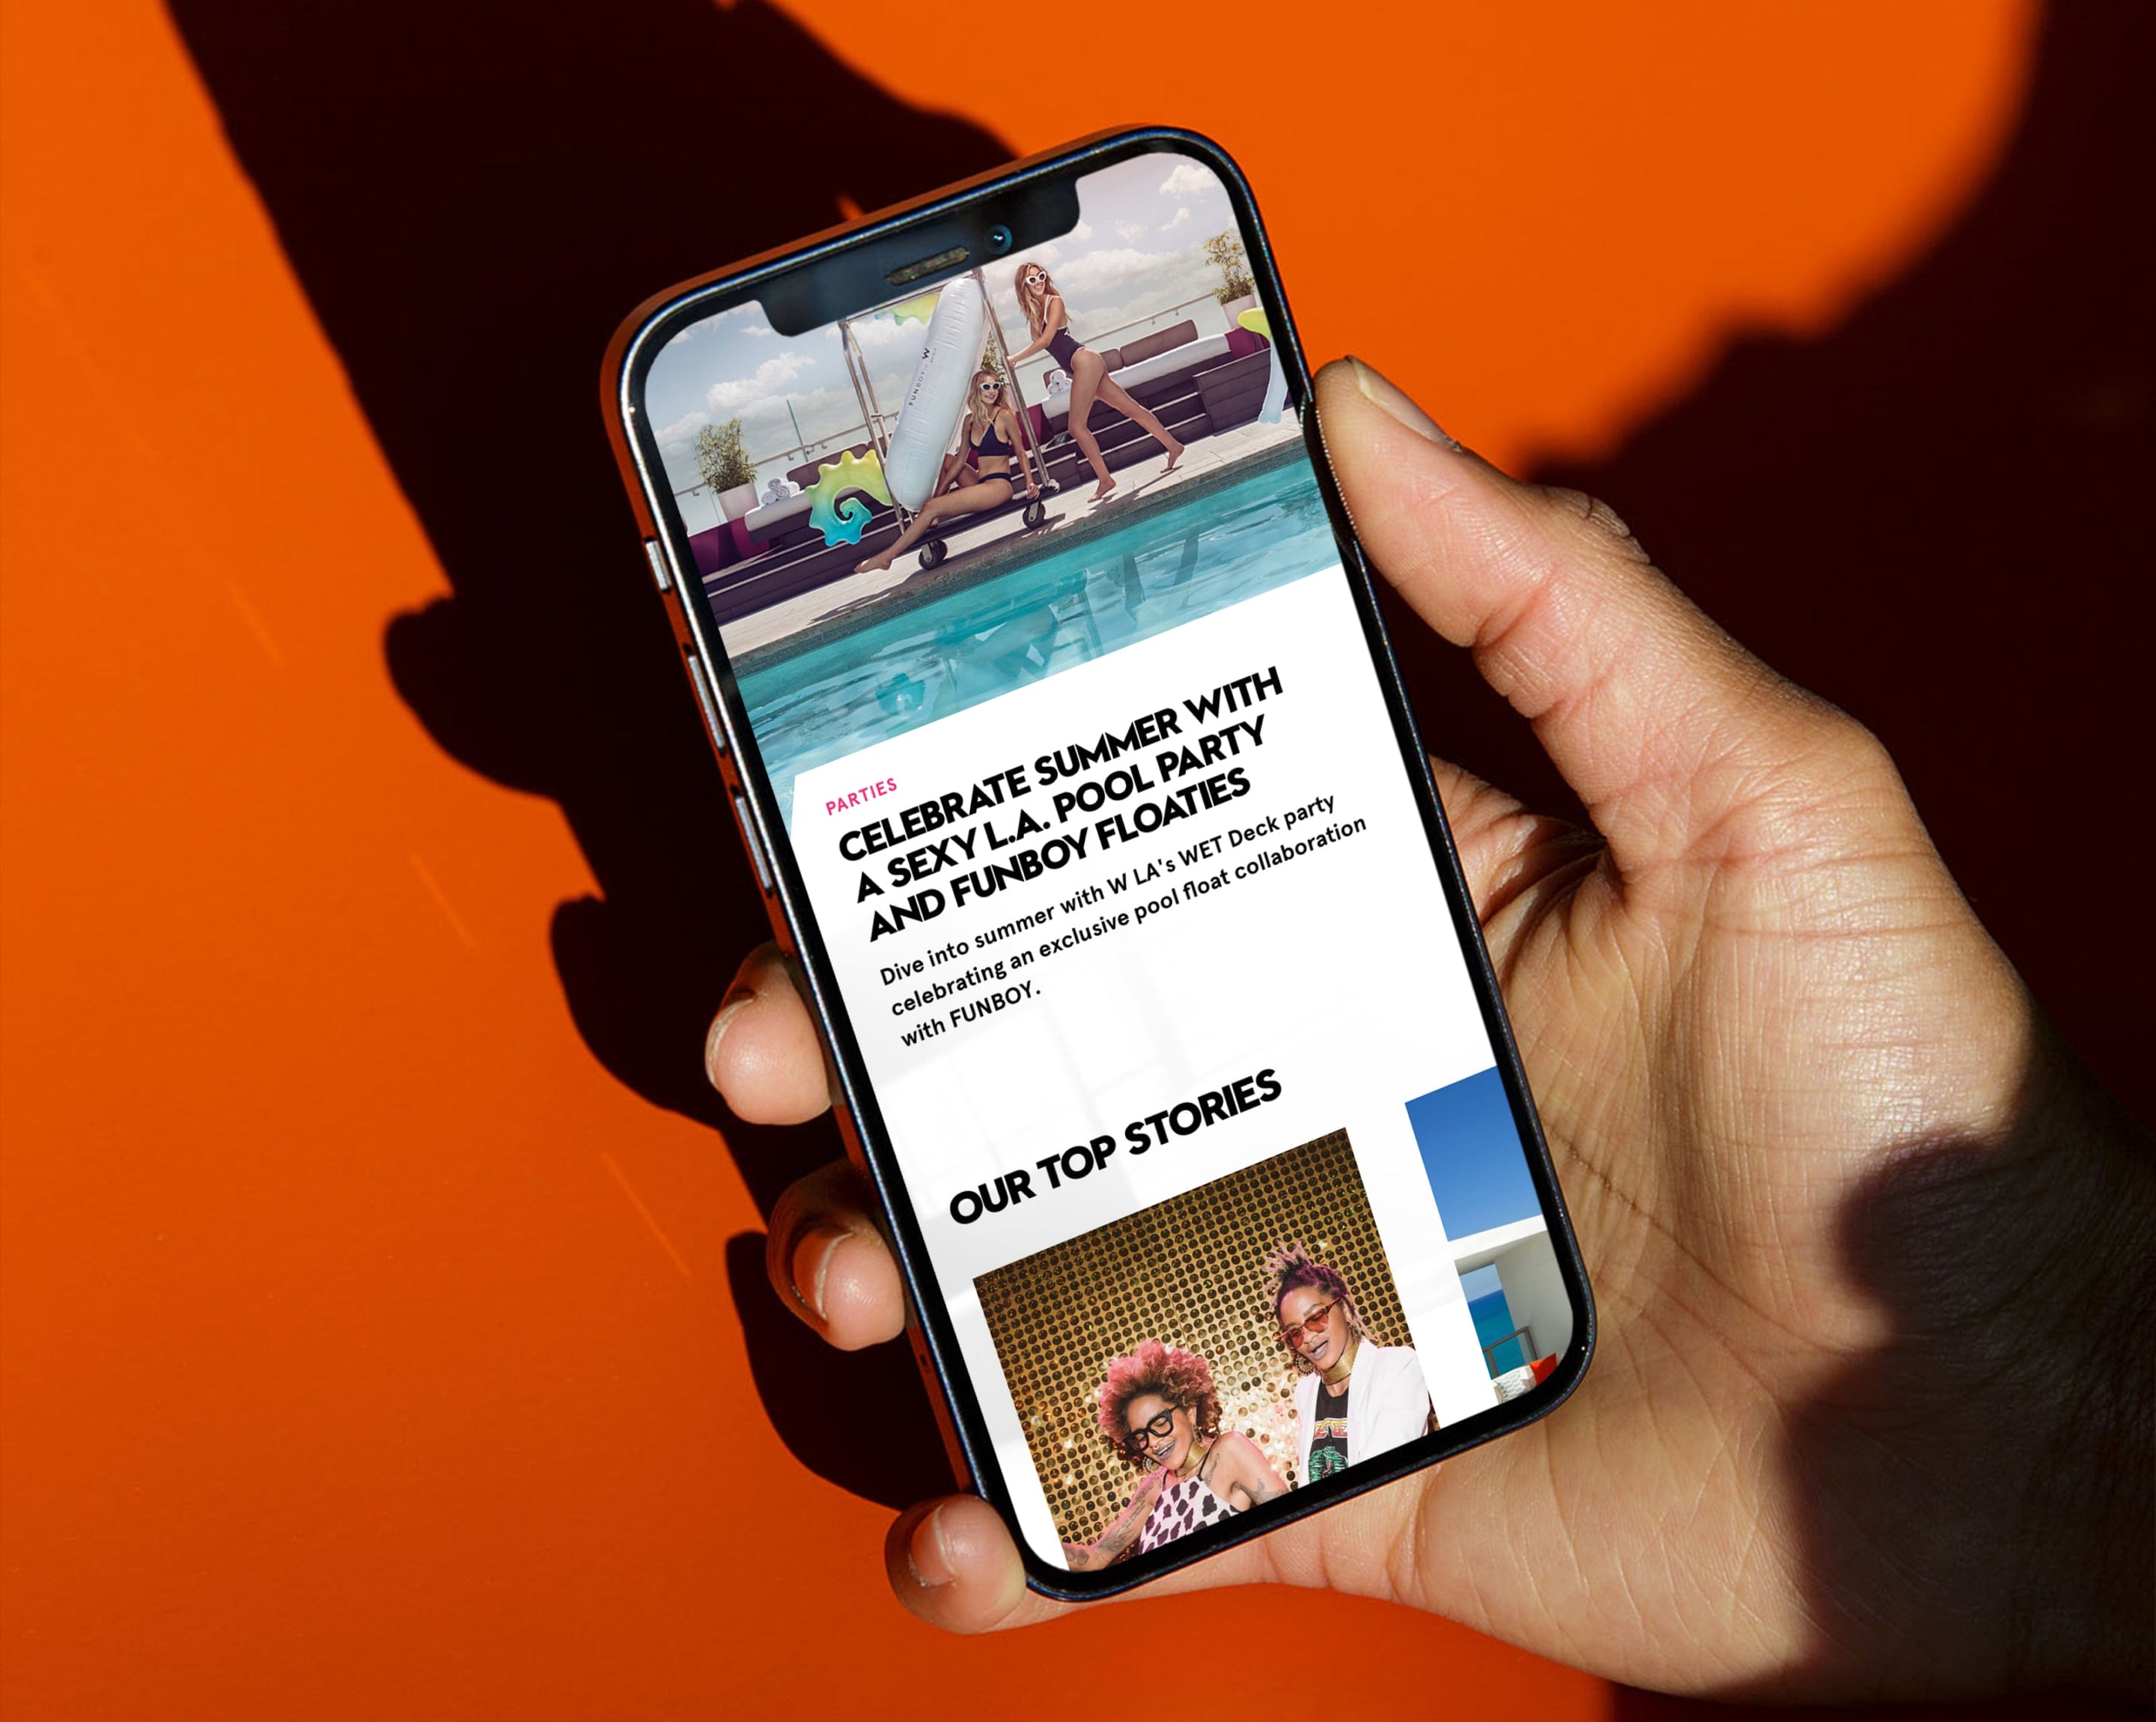 FUNBOY W
PARTIES
CELEBRATE SUMMER WITH
A SEXY L.A. POOL PARTY
AND FUNBOY FLOATIES
Dive into summer with W LA's WET Deck party
celebrating an exclusive pool float collaboration
with FUNBOY.
OUR TOP STORIES